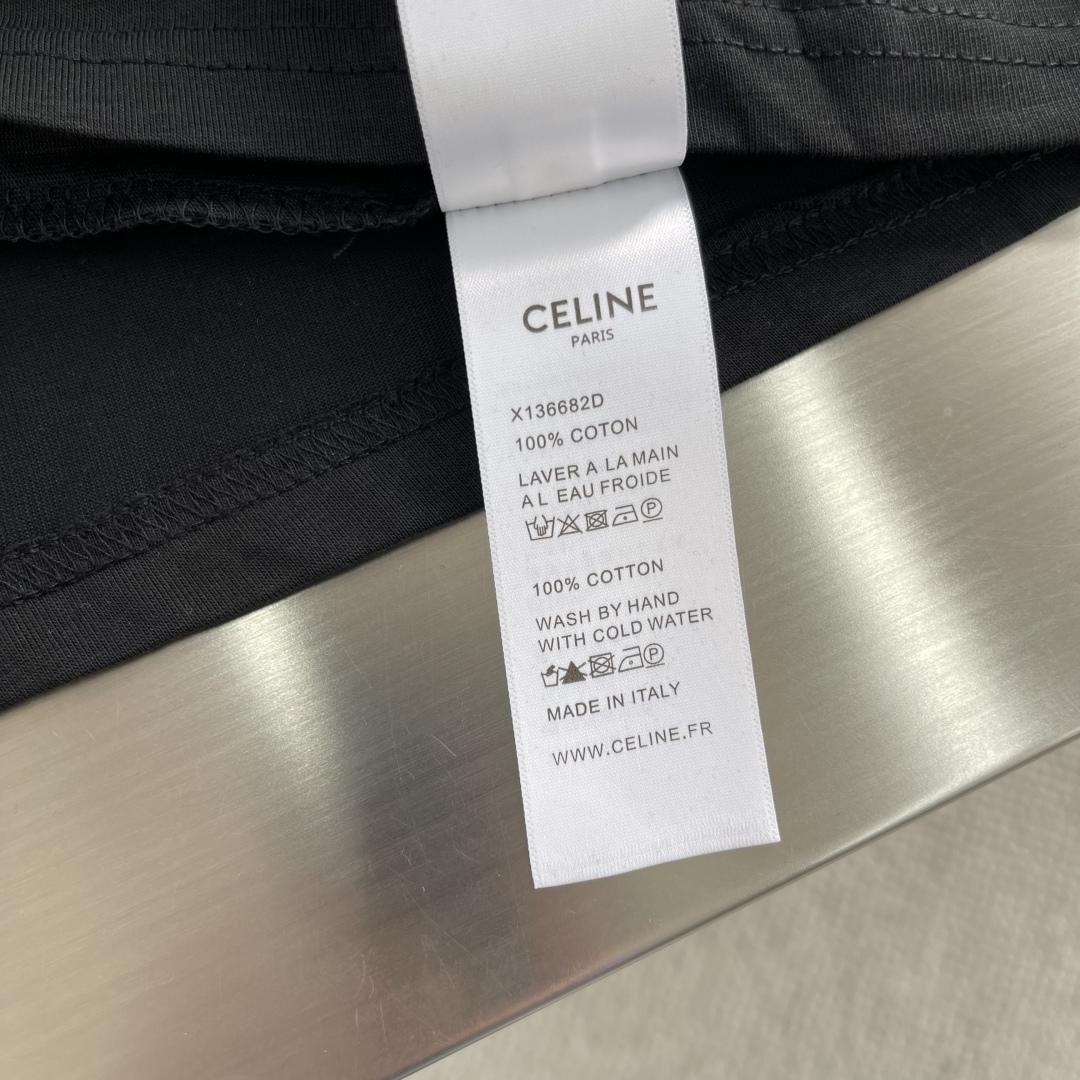 CELINE
PARIS
X136682D
100% COTON
LAVER A LA MAIN
A L EAU FROIDE
P
100% COTTON
WASH BY HAND
WITH COLD WATER
P
MADE IN ITALY
WWW.CELINE.FR